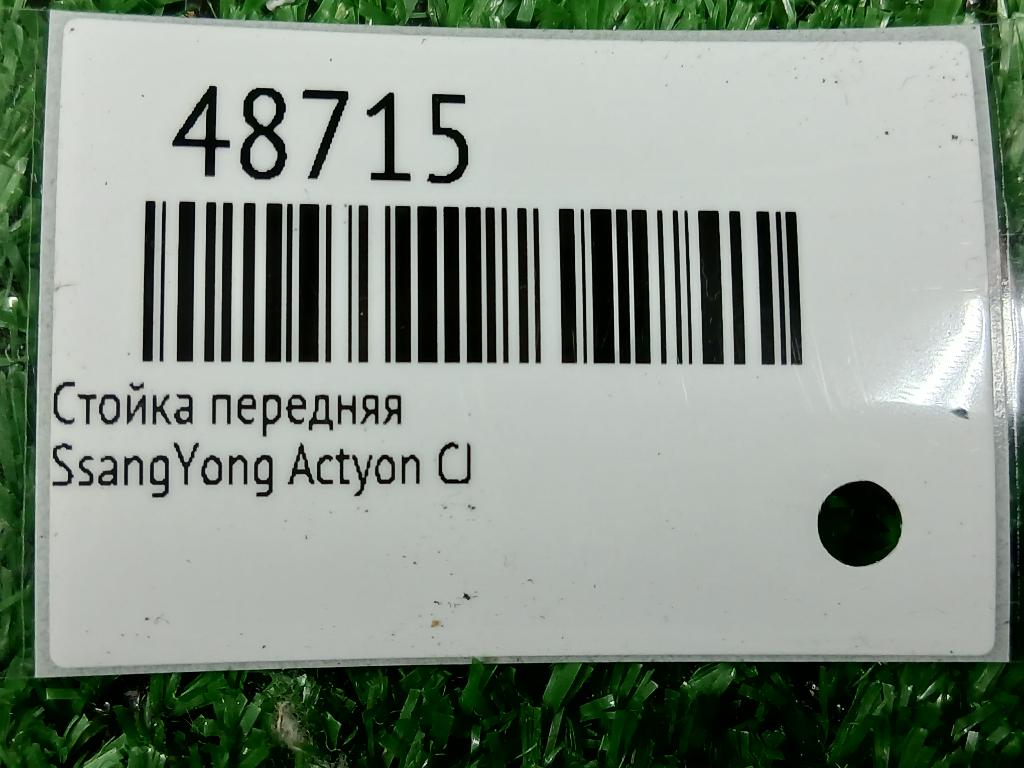 48715
Стойка передняя
SsangYong Actyon CJ